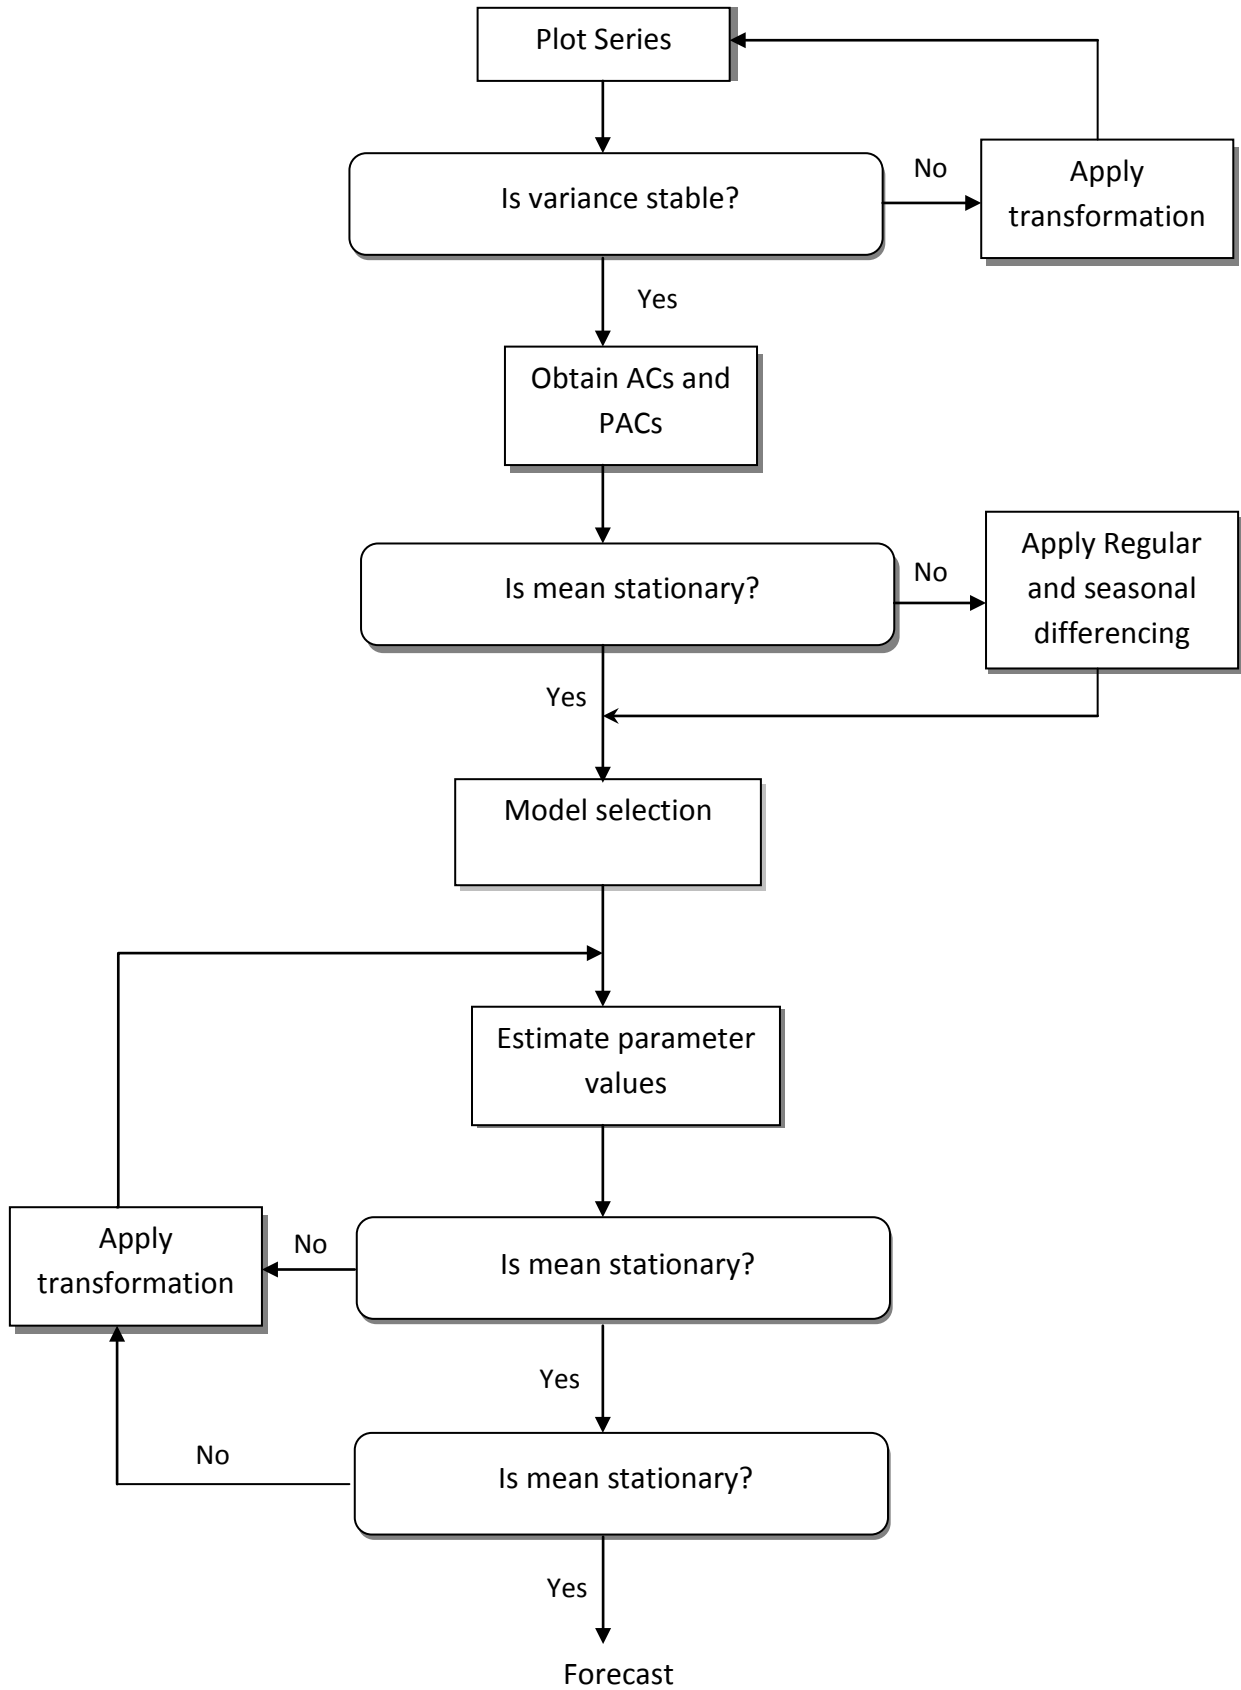 Plot Series
Is variance stable?
No
Apply
transformation
Yes
Obtain ACs and
PACs
Is mean stationary?
No
Apply Regular
and seasonal
differencing
Yes
Model selection
Estimate parameter
values
Apply
transformation
No
Is mean stationary?
Yes
No
Is mean stationary?
Yes
Forecast